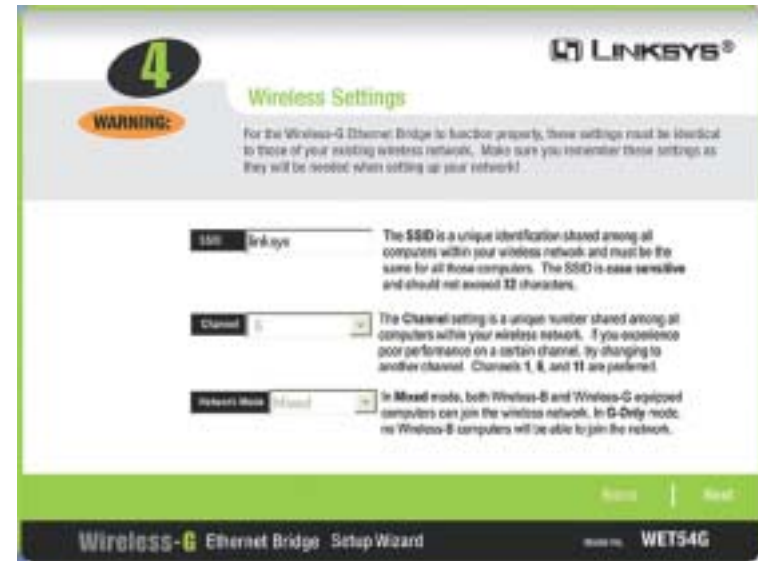 4
LINKSYS®
Wireless Settings
WARNING:
For the Wireless-G Ethernet Bridge to function properly, these settings must be identical
to those of your existing wireless network. Make sure you remember these settings as
they will be needed when setting up your network!
SSID linksys
The SSID is a unique identification shared among all
computers within your wireless network and must be the
same for all those computers. The SSID is case sensitive
and should not exceed 32 characters.
Channel 6
The Channel setting is a unique number shared among all
computers within your wireless network. If you experience
poor performance on a certain channel, try changing to
another channel. Channels 1, 6, and 11 are preferred.
Network Mode Mixed
In Mixed mode, both Wireless-B and Wireless-G equipped
computers can join the wireless network. In G-Only mode,
no Wireless-B computers will be able to join the network.
Next
Wireless-G Ethernet Bridge Setup Wizard
Model No. WET54G